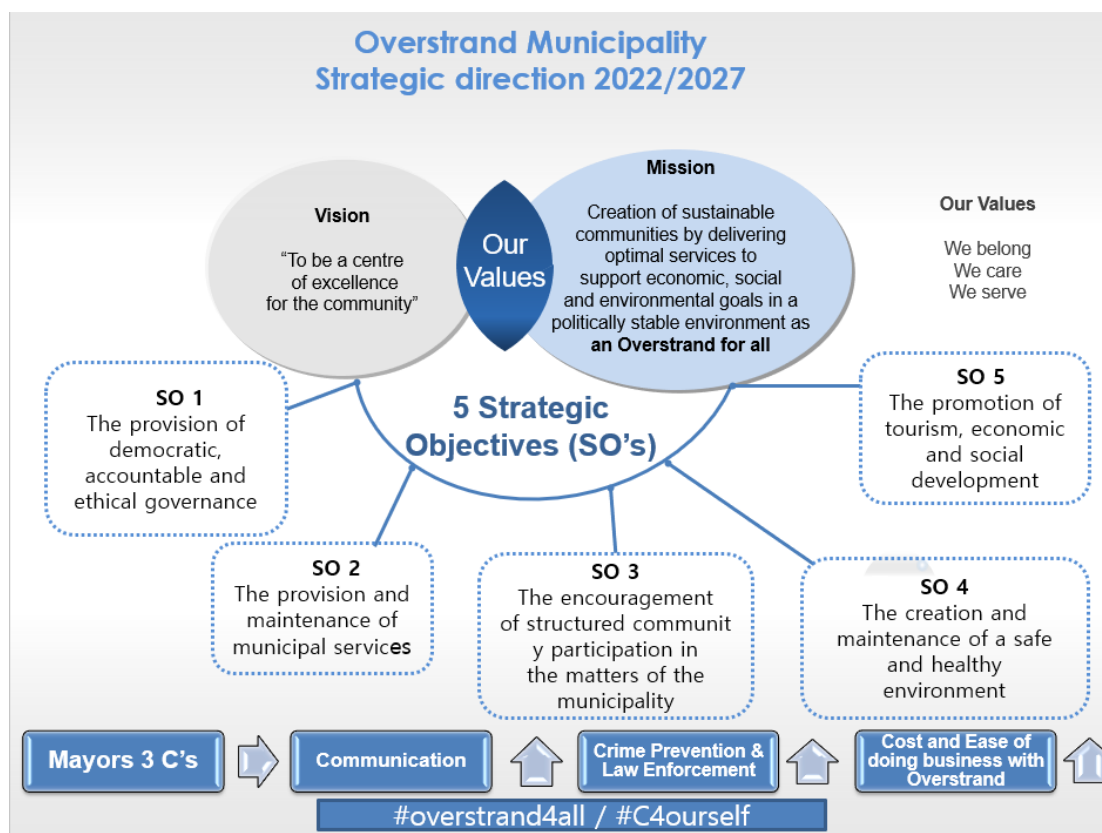 Overstrand Municipality
Strategic direction 2022/2027
Vision
“To be a centre
of excellence
for the community”
Our
Values
Mission
Creation of sustainable
communities by delivering
optimal services to
support economic, social
and environmental goals in a
politically stable environment as
an Overstrand for all
Our Values
We belong
We care
We serve
5 Strategic
Objectives (SO’s)
SO 1
The provision of
democratic,
accountable and
ethical governance
SO 2
The provision and
maintenance of
municipal services
SO 3
The encouragement
of structured communit
y participation in
the matters of the
municipality
SO 4
The creation and
maintenance of a safe
and healthy
environment
SO 5
The promotion of
tourism, economic
and social
development
Mayors 3 C’s
Communication
Crime Prevention &
Law Enforcement
Cost and Ease of
doing business with
Overstrand
#overstrand4all / #C4ourself